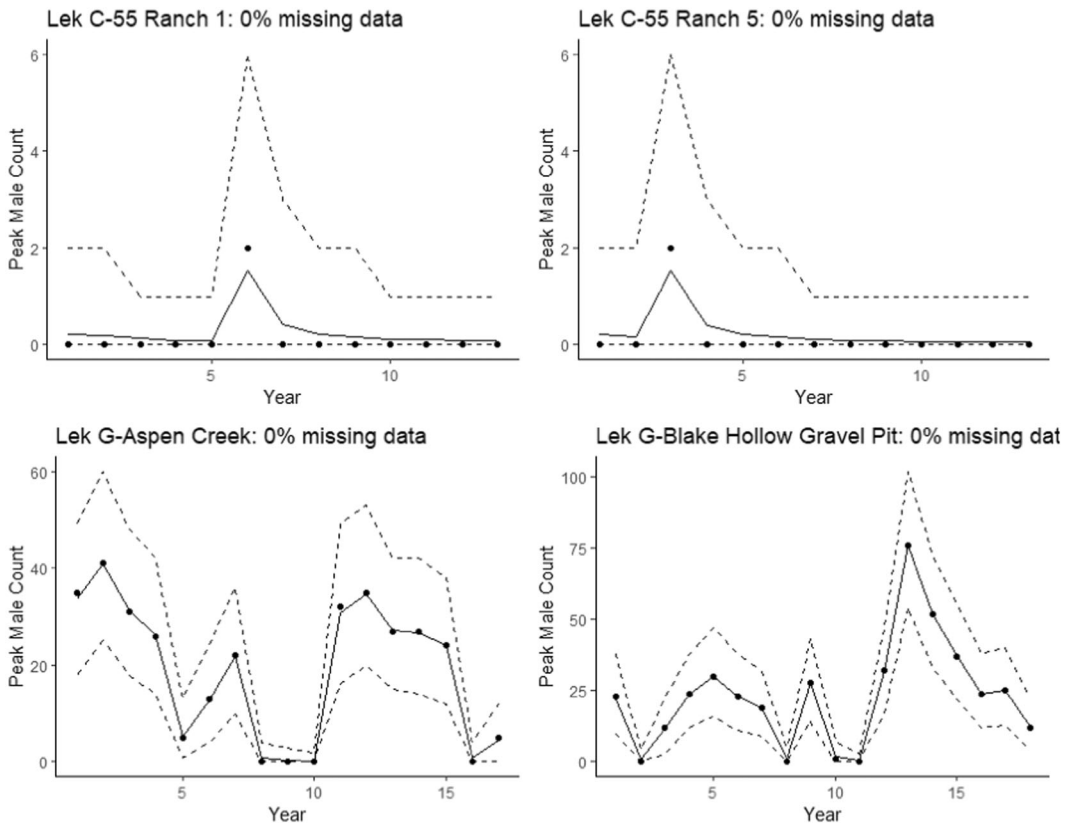 Lek C-55 Ranch 1: 0% missing data
6
4
2
0
Peak Male Count
5
10
Year
Lek C-55 Ranch 5: 0% missing data
6
4
2
0
Peak Male Count
5
10
Year
Lek G-Aspen Creek: 0% missing data
60
40
20
0
Peak Male Count
5
10
15
Year
Lek G-Blake Hollow Gravel Pit: 0% missing dat
100
75
50
25
0
Peak Male Count
5
10
15
Year